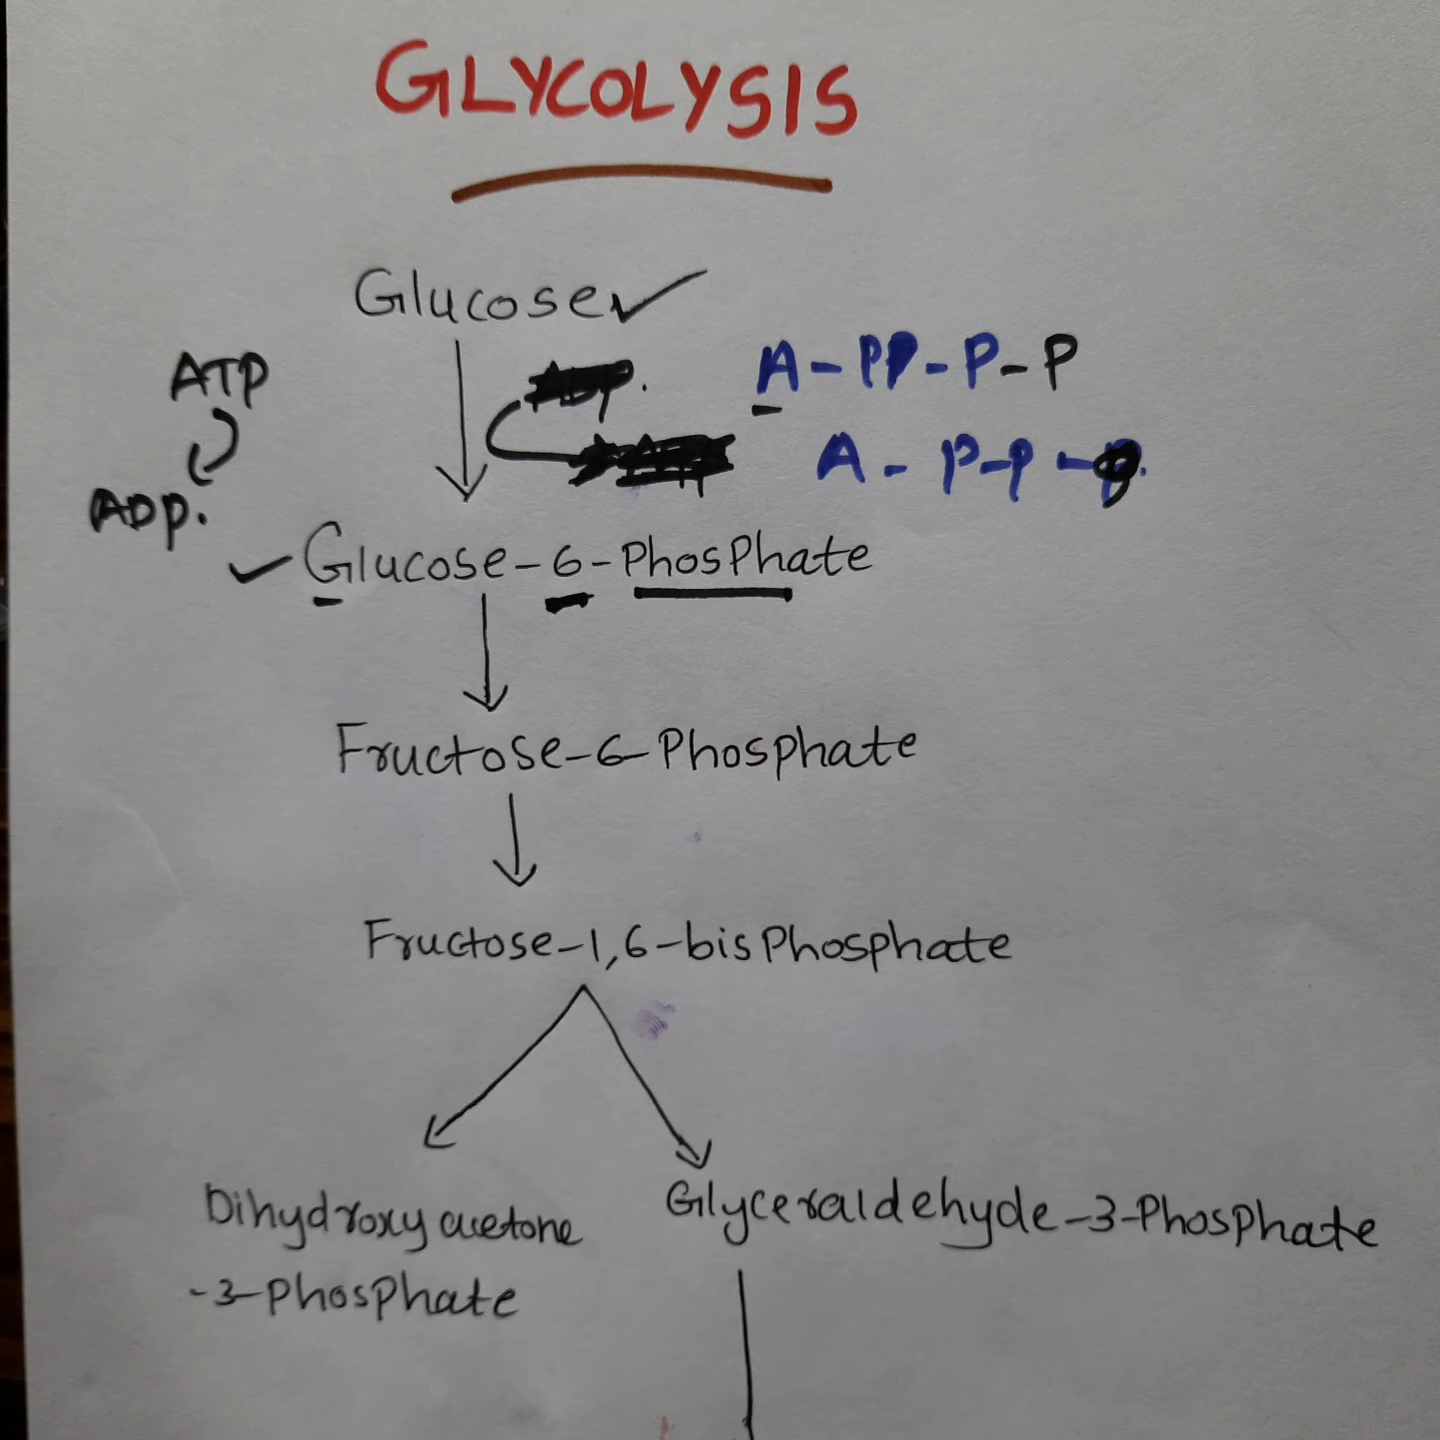 GLYCOLYSIS
Glucose
ATP
A - PP - P - P
A - P - P -
ADP.
Glucose-6-Phosphate
Fructose-6-Phosphate
Fructose-1,6-bisPhosphate
Dihydroxyacetone
-3-Phosphate
Glyceraldehyde-3-Phosphate